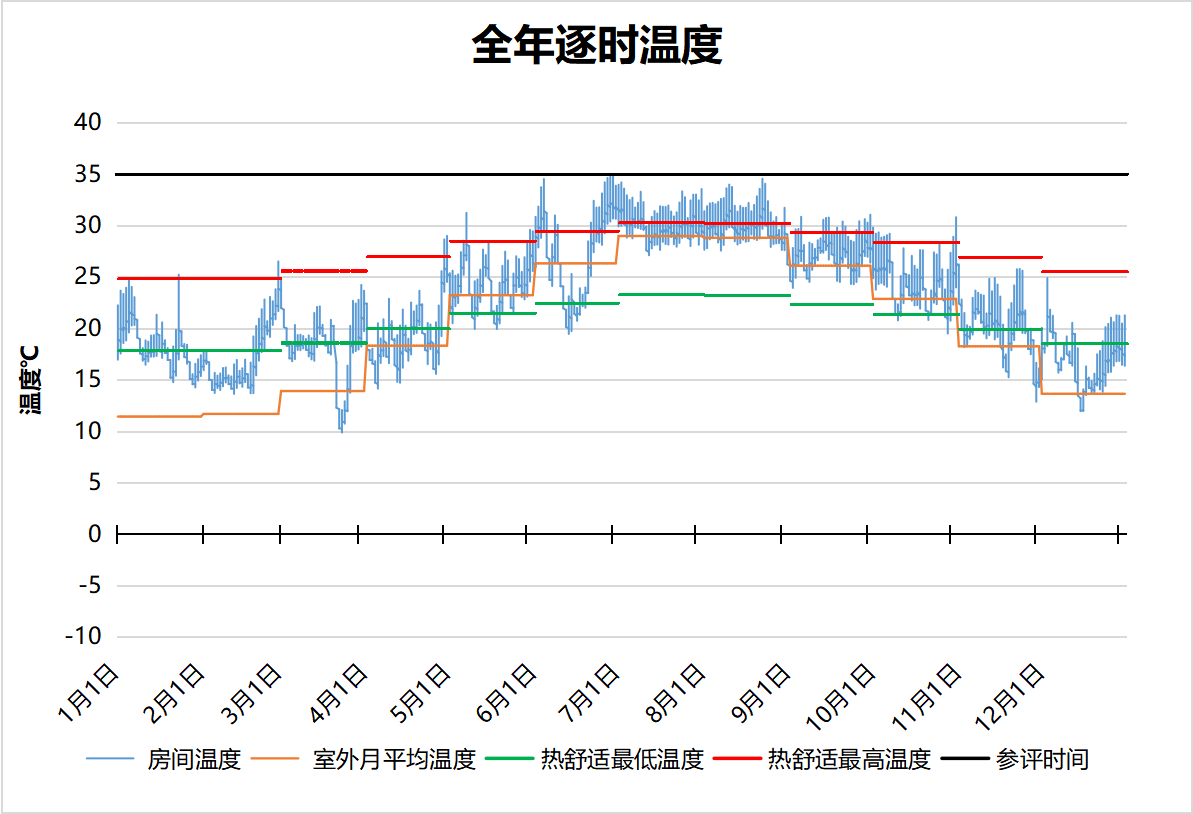 全年逐时温度
40
35
30
25
20
15
10
5
0
-5
-10
温度℃
1月1日
2月1日
3月1日
4月1日
5月1日
6月1日
7月1日
8月1日
9月1日
10月1日
11月1日
12月1日
房间温度 室外月平均温度 热舒适最低温度 热舒适最高温度 参评时间